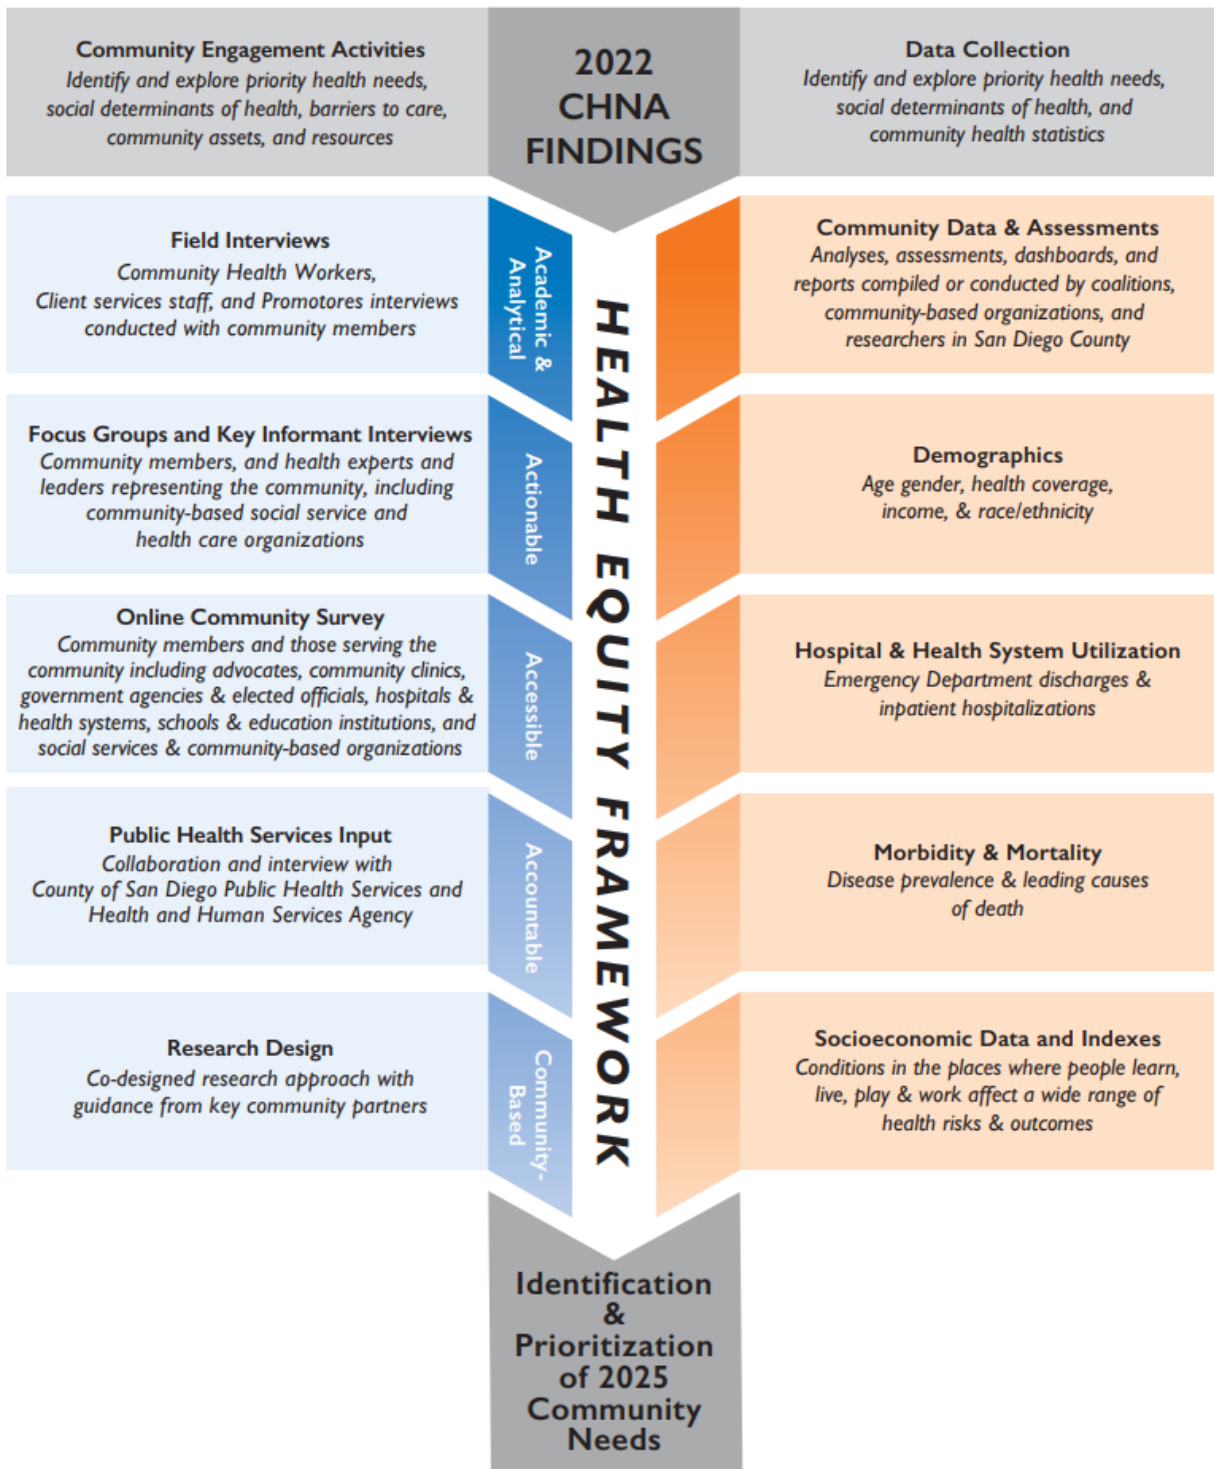 Community Engagement Activities
Identify and explore priority health needs,
social determinants of health, barriers to care,
community assets, and resources
2022
CHNA
FINDINGS
Data Collection
Identify and explore priority health needs,
social determinants of health, and
community health statistics
Field Interviews
Community Health Workers,
Client services staff, and Promotores interviews
conducted with community members
Academic &
Analytical
HEALTH EQUITY FRAMEWORK
Community Data & Assessments
Analyses, assessments, dashboards, and
reports compiled or conducted by coalitions,
community-based organizations, and
researchers in San Diego County
Focus Groups and Key Informant Interviews
Community members, and health experts and
leaders representing the community, including
community-based social service and
health care organizations
Actionable
Demographics
Age gender, health coverage,
income, & race/ethnicity
Online Community Survey
Community members and those serving the
community including advocates, community clinics,
government agencies & elected officials, hospitals &
health systems, schools & education institutions, and
social services & community-based organizations
Accessible
Hospital & Health System Utilization
Emergency Department discharges &
inpatient hospitalizations
Public Health Services Input
Collaboration and interview with
County of San Diego Public Health Services and
Health and Human Services Agency
Accountable
Morbidity & Mortality
Disease prevalence & leading causes
of death
Research Design
Co-designed research approach with
guidance from key community partners
Community-
Based
Socioeconomic Data and Indexes
Conditions in the places where people learn,
live, play & work affect a wide range of
health risks & outcomes
Identification
&
Prioritization
of 2025
Community
Needs